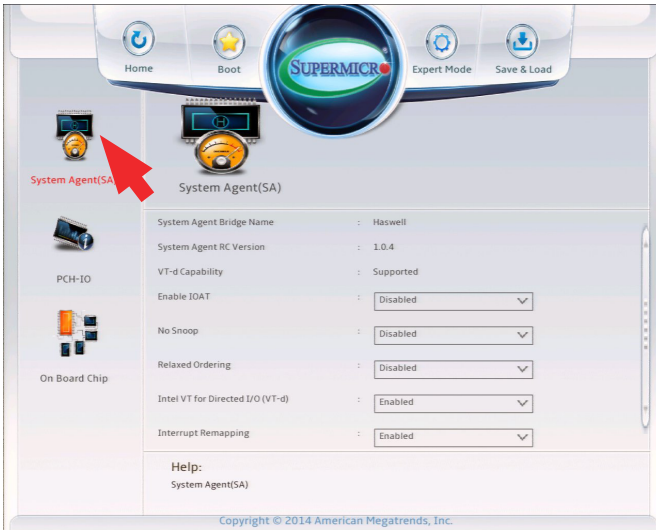 Home
Boot
SUPERMICR
Expert Mode
Save & Load
System Agent(SA)
System Agent(SA)
PCH-IO
On Board Chip
System Agent Bridge Name : Haswell
System Agent RC Version : 1.0.4
VT-d Capability : Supported
Enable IOAT : Disabled
No Snoop : Disabled
Relaxed Ordering : Disabled
Intel VT for Directed I/O (VT-d) : Enabled
Interrupt Remapping : Enabled
Help:
System Agent(SA)
Copyright © 2014 American Megatrends, Inc.